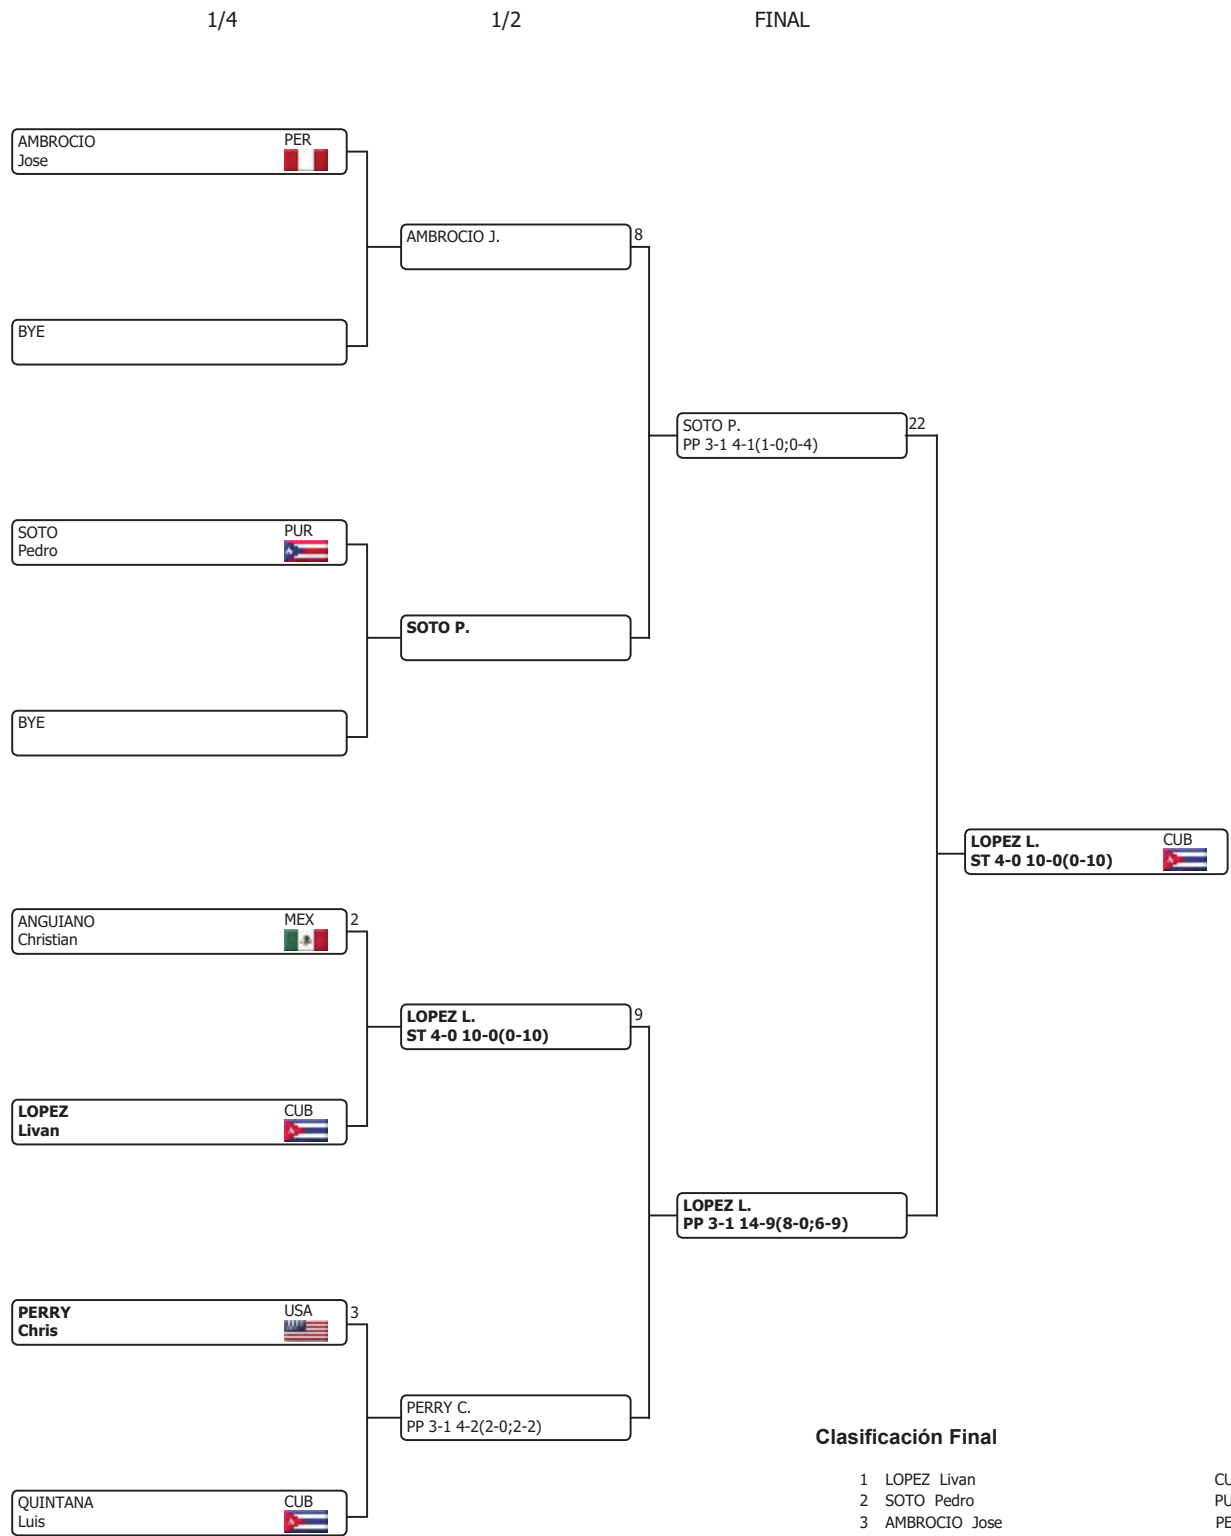 1/4
1/2
FINAL
AMBROCIO PER
Jose
AMBROCIO J.
8
BYE
SOTO P.
PP 3-1 4-1(1-0;0-4)
22
SOTO PUR
Pedro
SOTO P.
BYE
LOPEZ L. CUB
ST 4-0 10-0(0-10)
ANGUIANO MEX 2
Christian
LOPEZ L.
ST 4-0 10-0(0-10)
9
LOPEZ CUB
Livan
LOPEZ L.
PP 3-1 14-9(8-0;6-9)
PERRY USA 3
Chris
PERRY C.
PP 3-1 4-2(2-0;2-2)
QUINTANA CUB
Luis
Clasificación Final
1 LOPEZ Livan CU
2 SOTO Pedro PU
3 AMBROCIO Jose PE